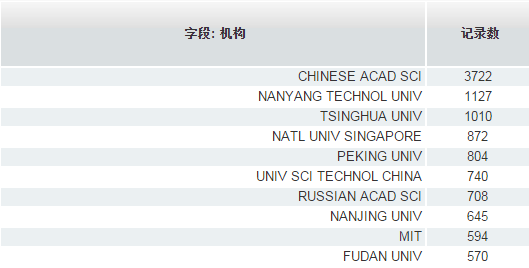 字段: 机构 记录数
CHINESE ACAD SCI 3722
NANYANG TECHNOL UNIV 1127
TSINGHUA UNIV 1010
NATL UNIV SINGAPORE 872
PEKING UNIV 804
UNIV SCI TECHNOL CHINA 740
RUSSIAN ACAD SCI 708
NANJING UNIV 645
MIT 594
FUDAN UNIV 570